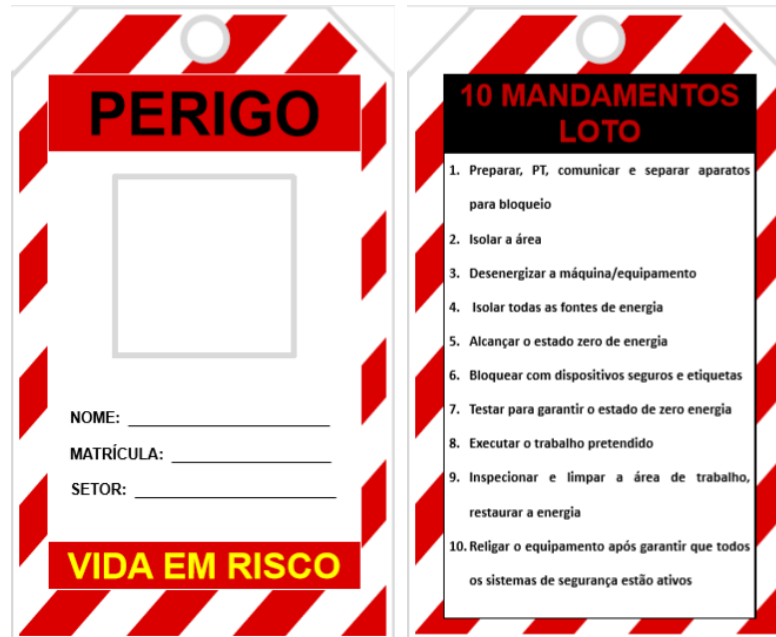 PERIGO
NOME:
MATRÍCULA:
SETOR:
VIDA EM RISCO
10 MANDAMENTOS
LOTO
1. Preparar, PT, comunicar e separar aparatos
para bloqueio
2. Isolar a área
3. Desenergizar a máquina/equipamento
4. Isolar todas as fontes de energia
5. Alcançar o estado zero de energia
6. Bloquear com dispositivos seguros e etiquetas
7. Testar para garantir o estado de zero energia
8. Executar o trabalho pretendido
9. Inspecionar e limpar a área de trabalho,
restaurar a energia
10. Religar o equipamento após garantir que todos
os sistemas de segurança estão ativos